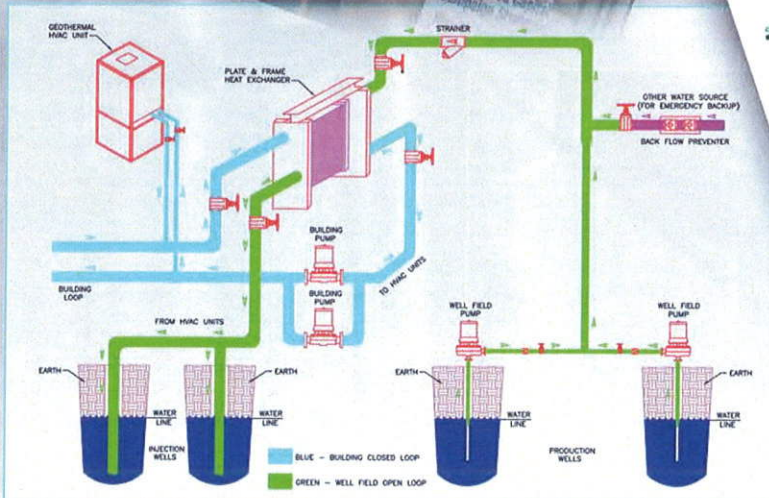 GEOTHERMAL
HVAC UNIT
STRAINER
PLATE & FRAME
HEAT EXCHANGER
OTHER WATER SOURCE
(FOR EMERGENCY BACKUP)
BACK FLOW PREVENTER
BUILDING
PUMP
BUILDING
LOOP
TO HVAC UNITS
BUILDING
PUMP
WELL FIELD
PUMP
WELL FIELD
PUMP
FROM HVAC UNITS
EARTH
EARTH
EARTH
EARTH
WATER
LINE
WATER
LINE
WATER
LINE
WATER
LINE
INJECTION
WELLS
PRODUCTION
WELLS
BLUE – BUILDING CLOSED LOOP
GREEN – WELL FIELD OPEN LOOP